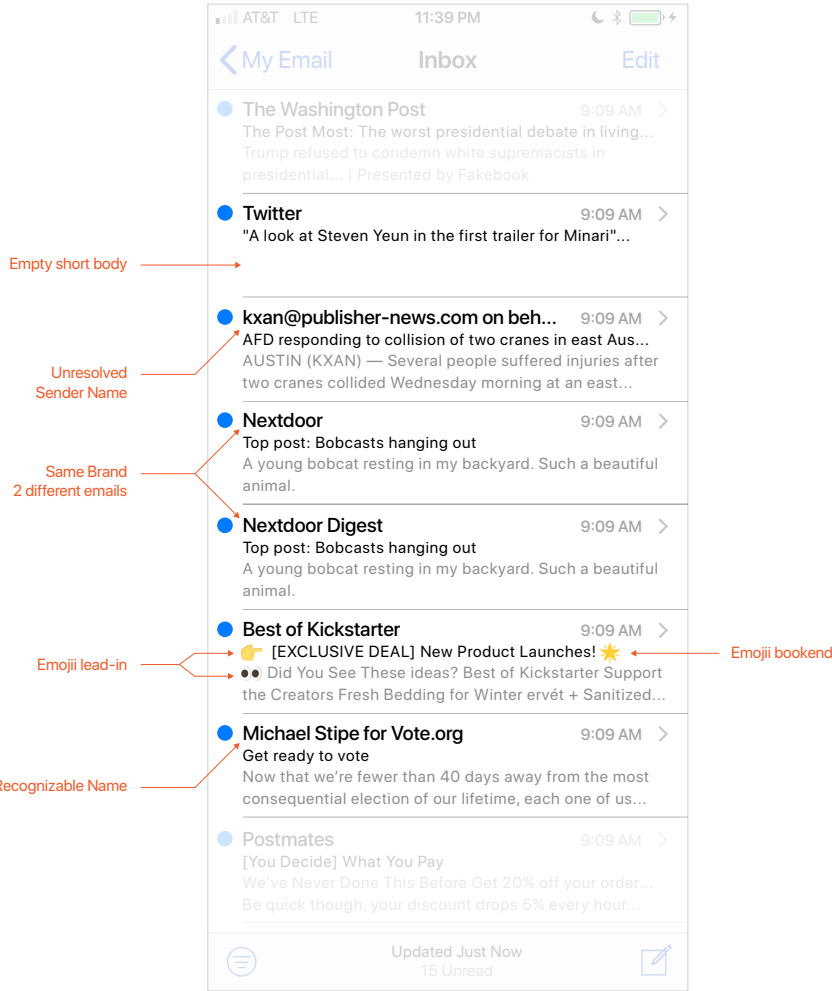 AT&T LTE 11:39 PM
My Email Inbox Edit
The Washington Post 9:09 AM
The Post Most: The worst presidential debate in living...
Trump refused to condemn white supremacists in
presidential... | Presented by Fakebook
Twitter 9:09 AM
"A look at Steven Yeun in the first trailer for Minari"...
Empty short body
kxan@publisher-news.com on beh... 9:09 AM
AFD responding to collision of two cranes in east Aus...
AUSTIN (KXAN) — Several people suffered injuries after
two cranes collided Wednesday morning at an east...
Unresolved
Sender Name
Nextdoor 9:09 AM
Top post: Bobcasts hanging out
A young bobcat resting in my backyard. Such a beautiful
animal.
Same Brand
2 different emails
Nextdoor Digest 9:09 AM
Top post: Bobcasts hanging out
A young bobcat resting in my backyard. Such a beautiful
animal.
Best of Kickstarter 9:09 AM
👉 [EXCLUSIVE DEAL] New Product Launches! 🌟
👀 Did You See These ideas? Best of Kickstarter Support
the Creators Fresh Bedding for Winter ervét + Sanitized...
Emojii lead-in
Emojii bookend
Michael Stipe for Vote.org 9:09 AM
Get ready to vote
Now that we're fewer than 40 days away from the most
consequential election of our lifetime, each one of us...
Recognizable Name
Postmates 9:09 AM
[You Decide] What You Pay
We've Never Done This Before Get 20% off your order...
Be quick though, your discount drops 5% every hour...
Updated Just Now
15 Unread